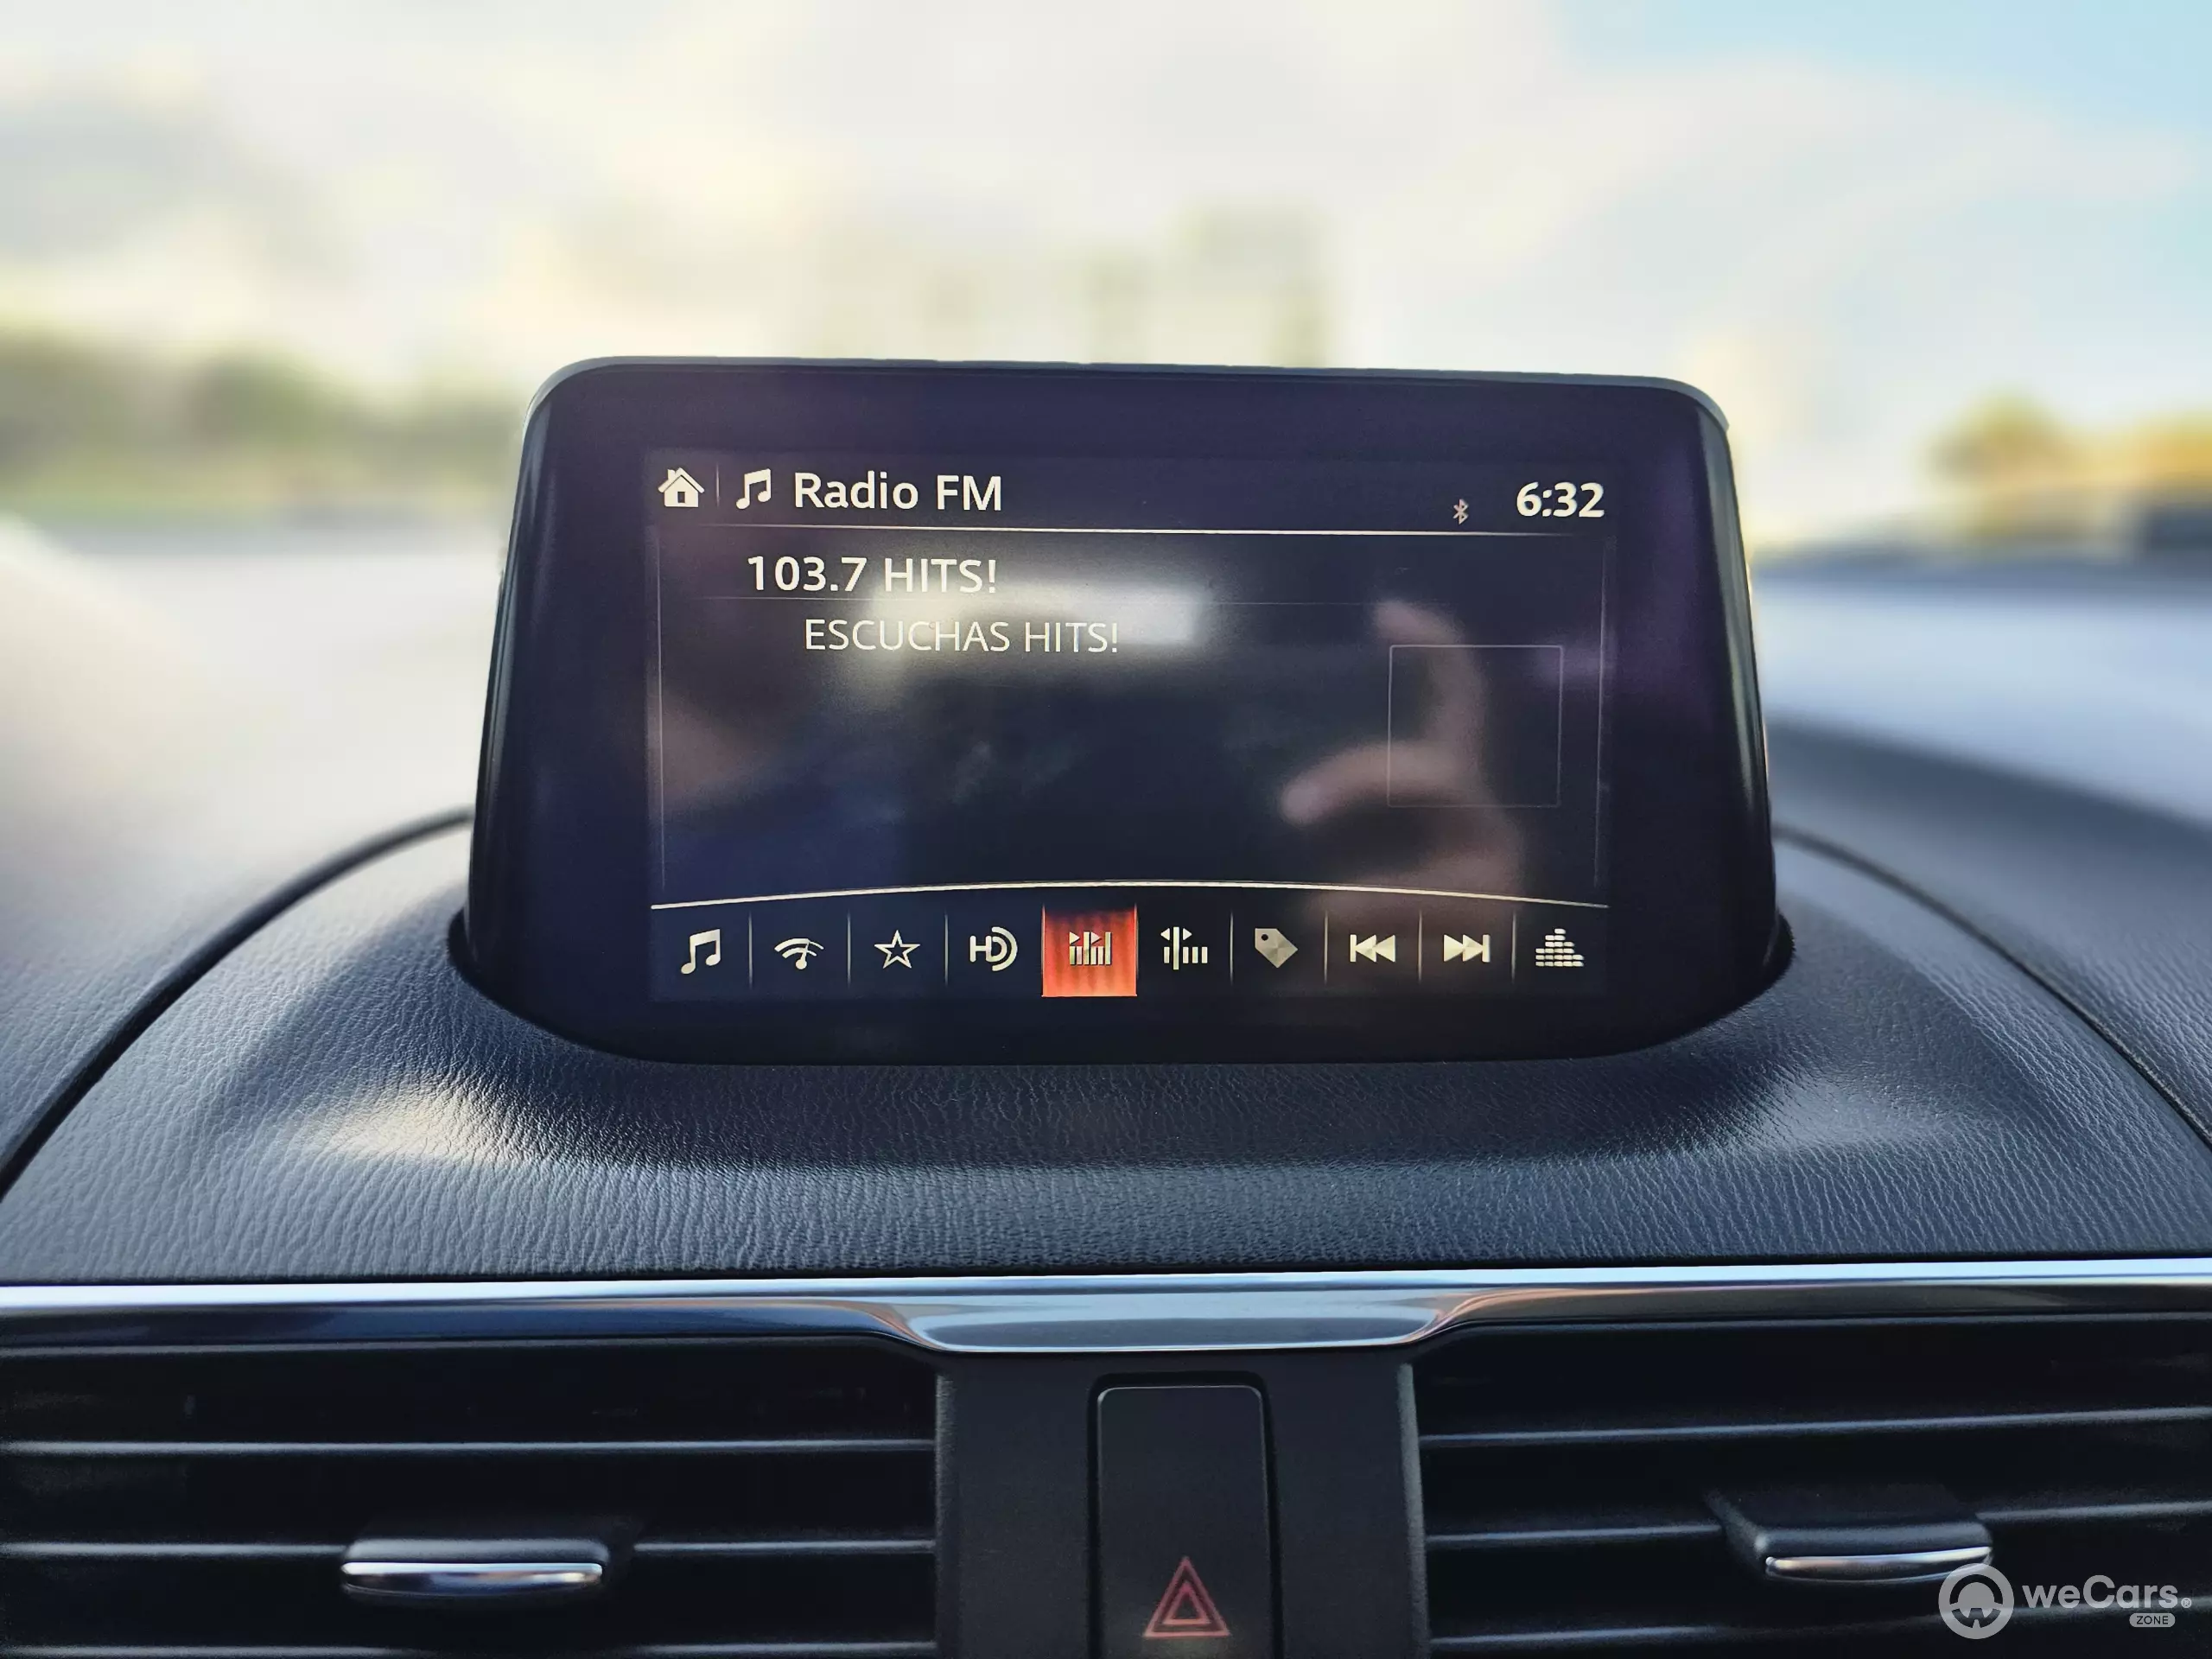 Radio FM
6:32
103.7 HITS!
ESCUCHAS HITS!
HD
weCars®
ZONE